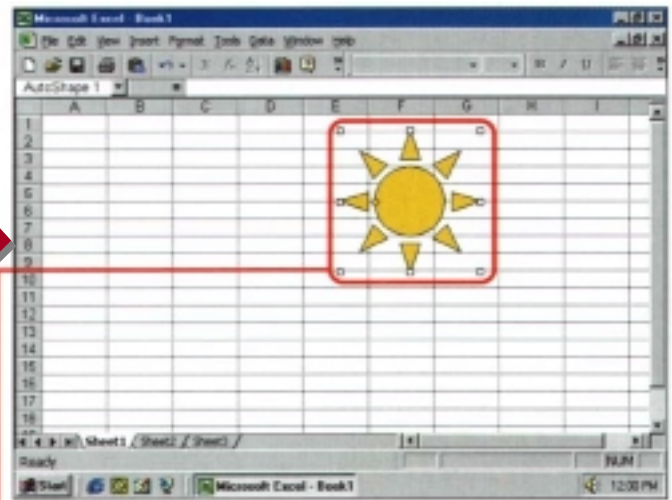 Microsoft Excel - Book1
File Edit View Insert Format Tools Data Window Help
B I U
AutoShape 1 =
A B C D E F G H I
1
2
3
4
5
6
7
8
9
10
11
12
13
14
15
16
17
18
Sheet1 Sheet2 Sheet3
Ready NUM
Start Microsoft Excel - Book1 12:00 PM